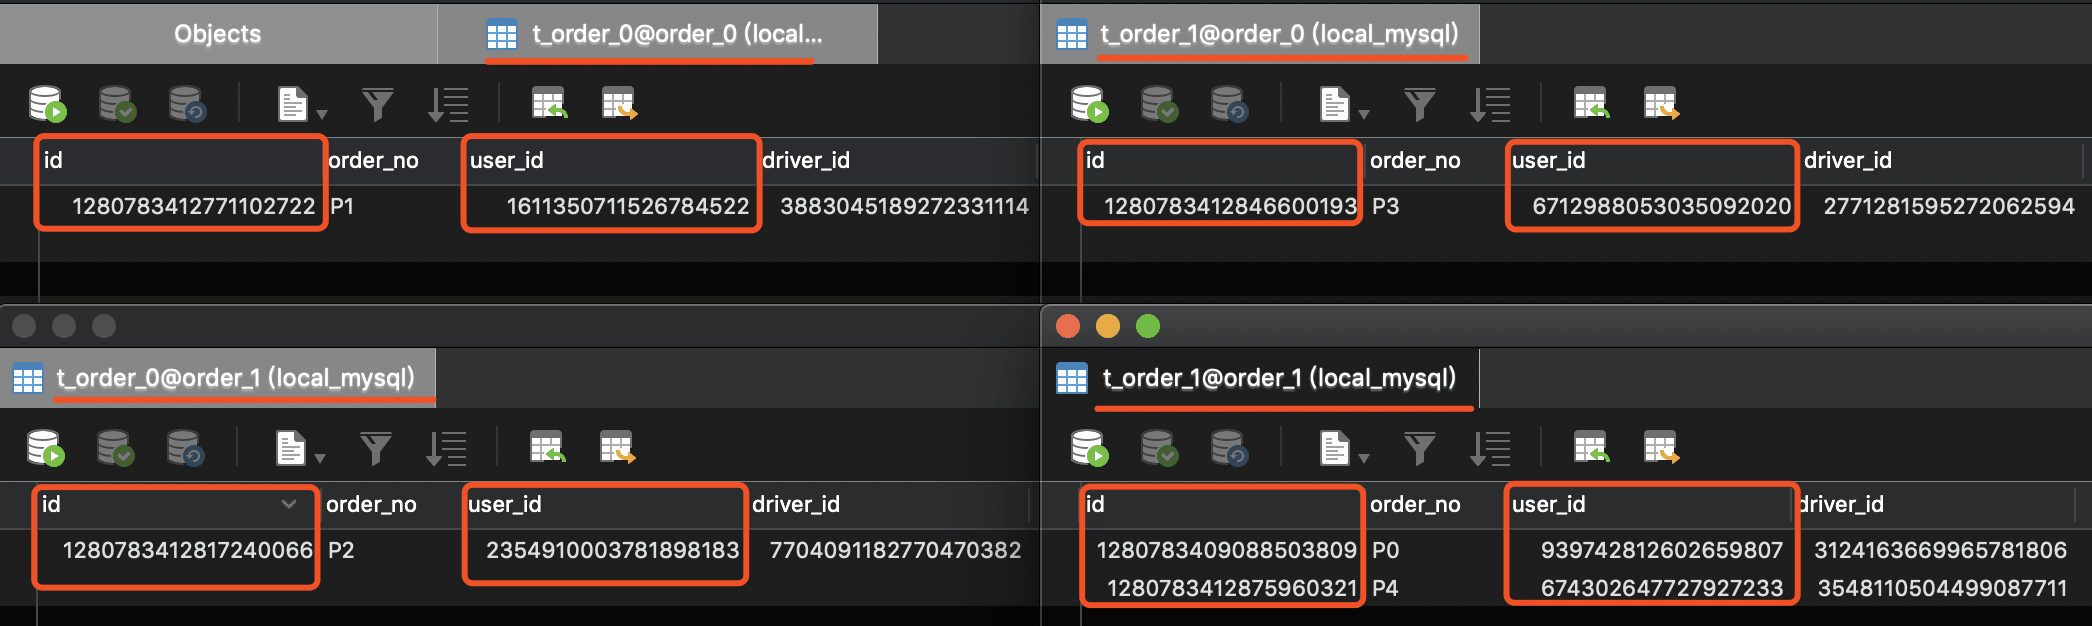 Objects
t_order_0@order_0 (local...
id order_no user_id driver_id
1280783412771102722 P1 1611350711526784522 3883045189272331114
t_order_1@order_0 (local_mysql)
id order_no user_id driver_id
1280783412846600193 P3 6712988053035092020 2771281595272062594
t_order_0@order_1 (local_mysql)
id order_no user_id driver_id
1280783412817240066 P2 2354910003781898183 7704091182770470382
t_order_1@order_1 (local_mysql)
id order_no user_id driver_id
1280783409088503809 P0 939742812602659807 3124163669965781806
1280783412875960321 P4 674302647727927233 3548110504499087711